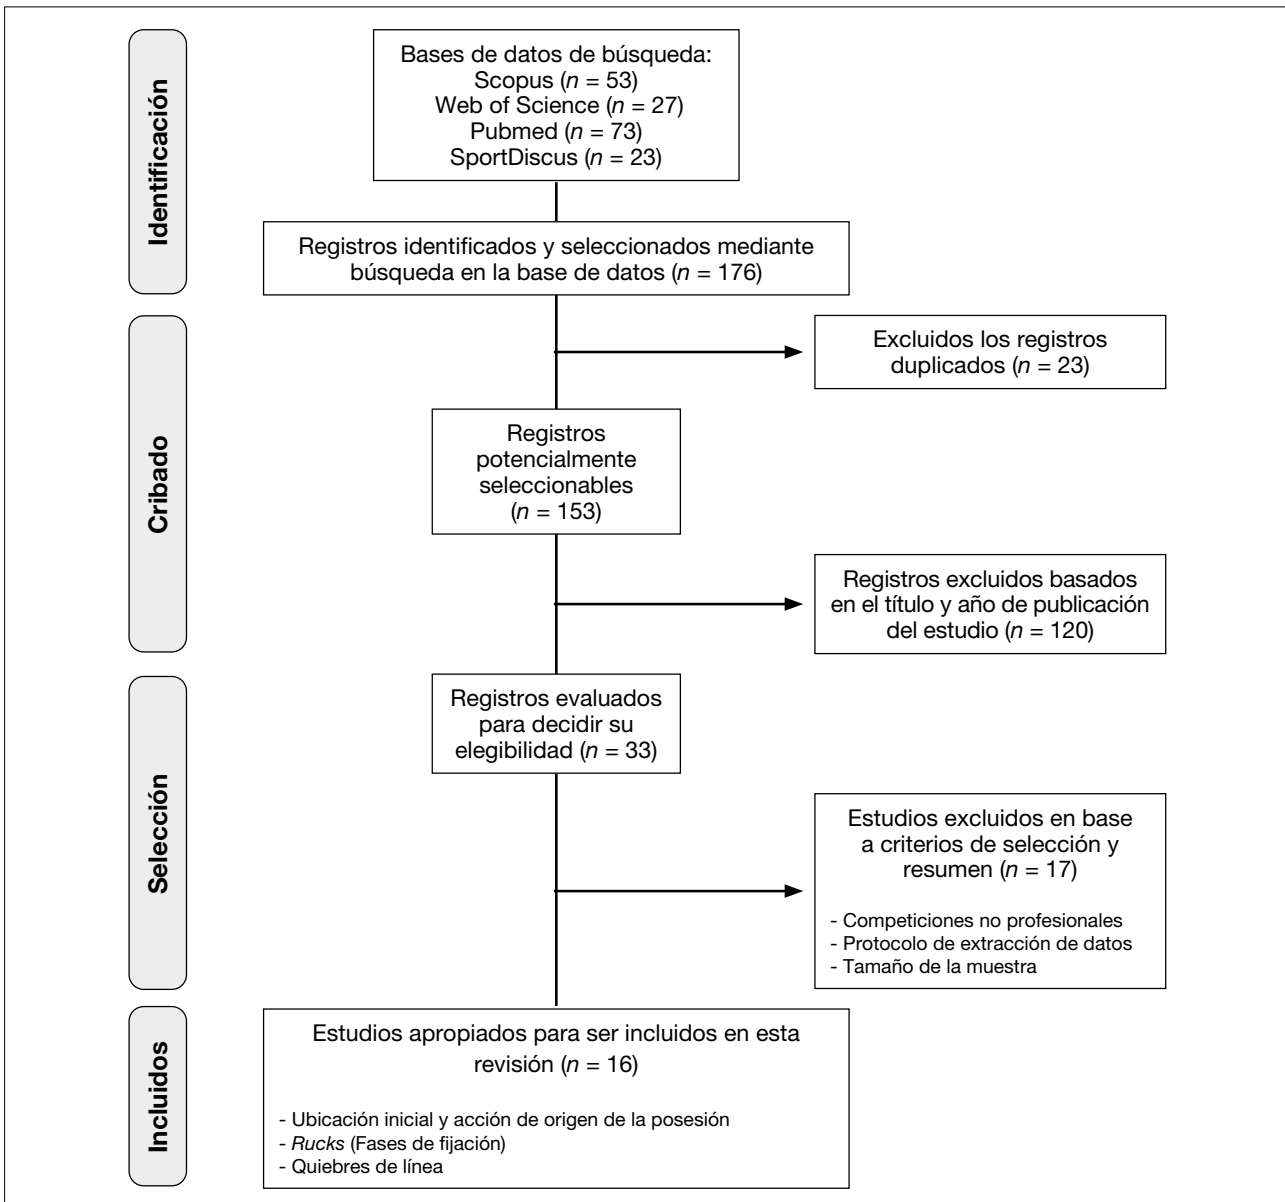 Identificación
Bases de datos de búsqueda:
Scopus (n = 53)
Web of Science (n = 27)
Pubmed (n = 73)
SportDiscus (n = 23)
Registros identificados y seleccionados mediante
búsqueda en la base de datos (n = 176)
Cribado
Excluidos los registros
duplicados (n = 23)
Registros
potencialmente
seleccionables
(n = 153)
Registros excluidos basados
en el título y año de publicación
del estudio (n = 120)
Selección
Registros evaluados
para decidir su
elegibilidad (n = 33)
Estudios excluidos en base
a criterios de selección y
resumen (n = 17)
- Competiciones no profesionales
- Protocolo de extracción de datos
- Tamaño de la muestra
Incluidos
Estudios apropiados para ser incluidos en esta
revisión (n = 16)
- Ubicación inicial y acción de origen de la posesión
- Rucks (Fases de fijación)
- Quiebres de línea